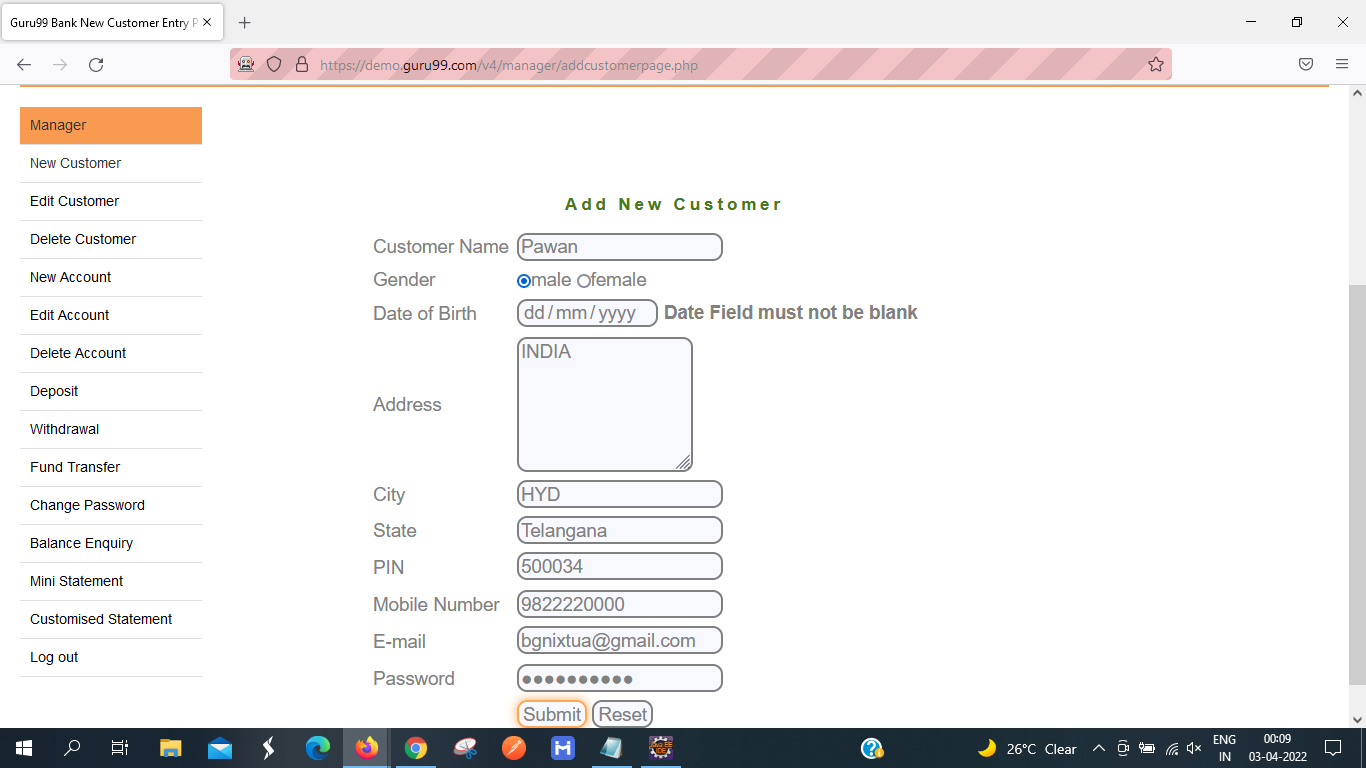 Guru99 Bank New Customer Entry P
https://demo.guru99.com/v4/manager/addcustomerpage.php
Manager
New Customer
Edit Customer
Delete Customer
New Account
Edit Account
Delete Account
Deposit
Withdrawal
Fund Transfer
Change Password
Balance Enquiry
Mini Statement
Customised Statement
Log out
Add New Customer
Customer Name Pawan
Gender male female
Date of Birth dd/mm/yyyy Date Field must not be blank
Address INDIA
City HYD
State Telangana
PIN 500034
Mobile Number 9822220000
E-mail bgnixtua@gmail.com
Password ●●●●●●●●●●
Submit Reset
26°C Clear
ENG
IN
00:09
03-04-2022